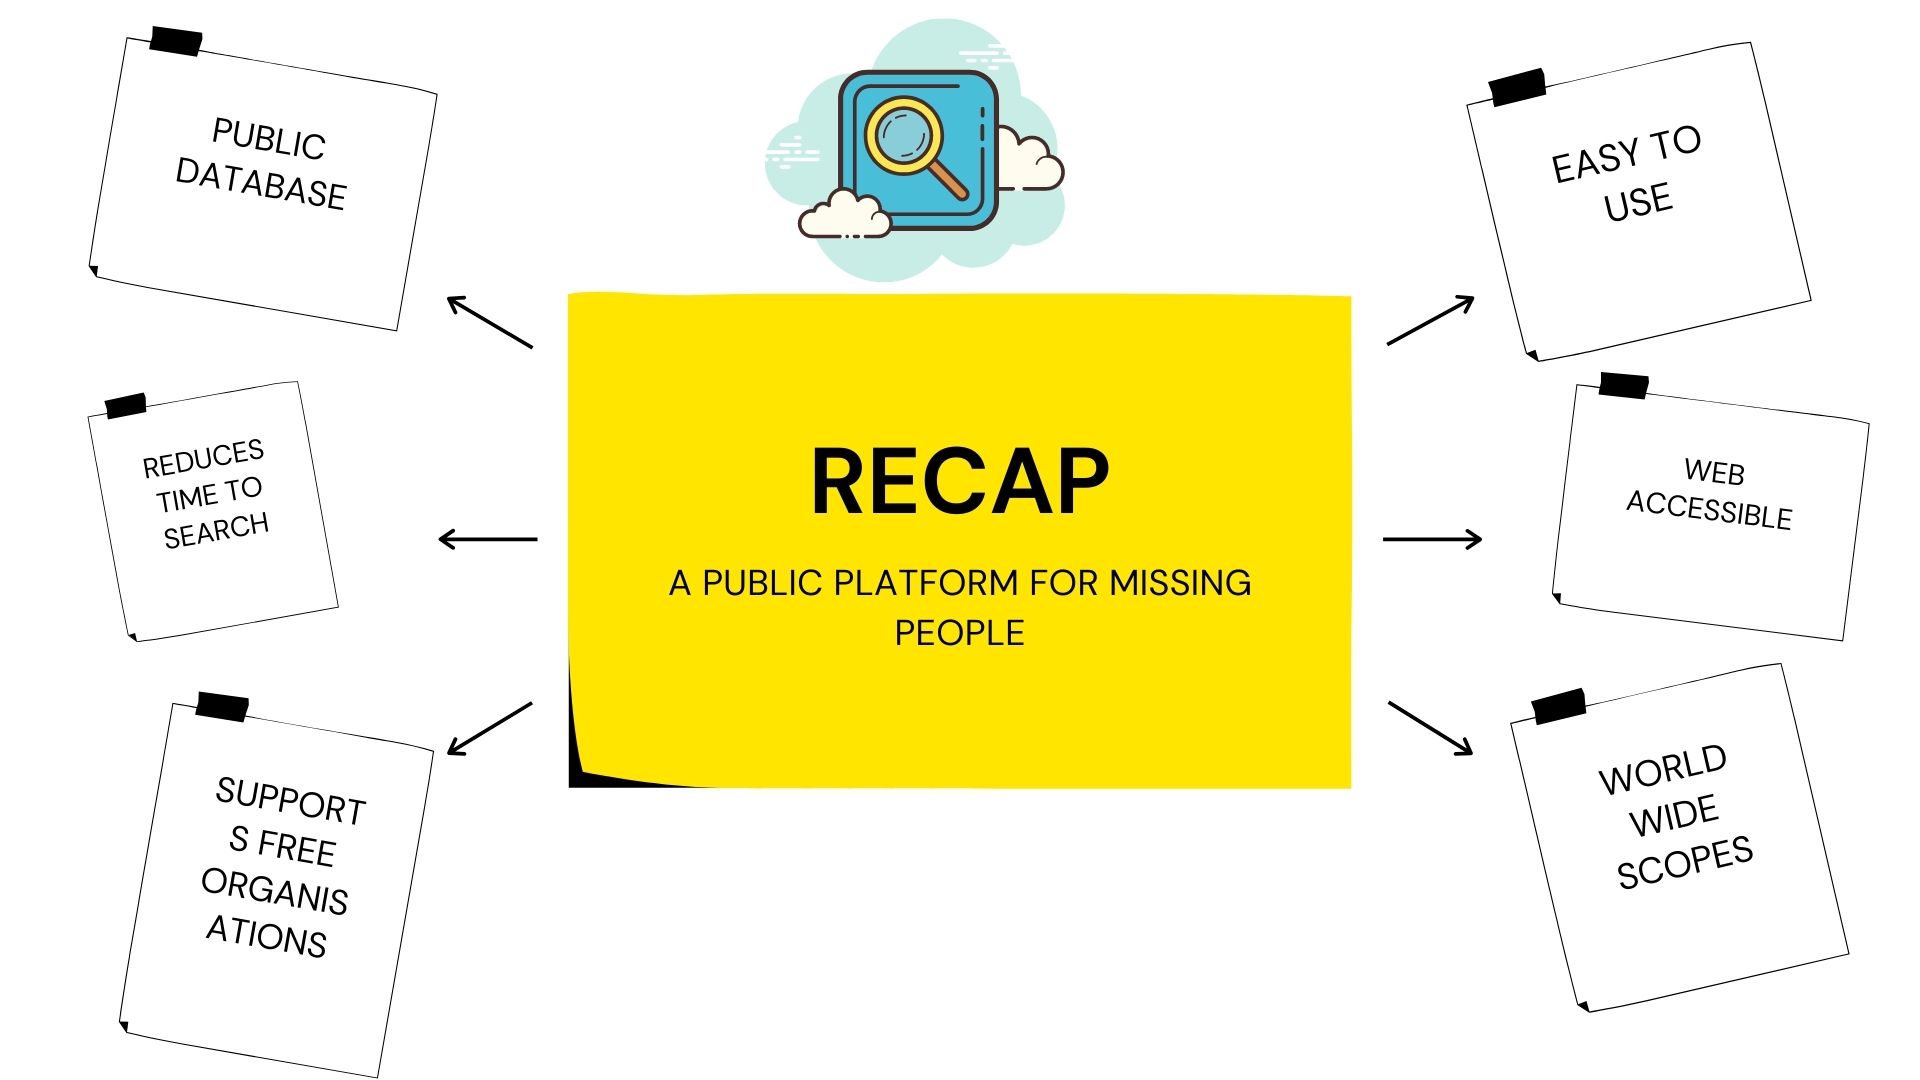 PUBLIC
DATABASE
REDUCES
TIME TO
SEARCH
SUPPORT
S FREE
ORGANIS
ATIONS
RECAP
A PUBLIC PLATFORM FOR MISSING
PEOPLE
EASY TO
USE
WEB
ACCESSIBLE
WORLD
WIDE
SCOPES